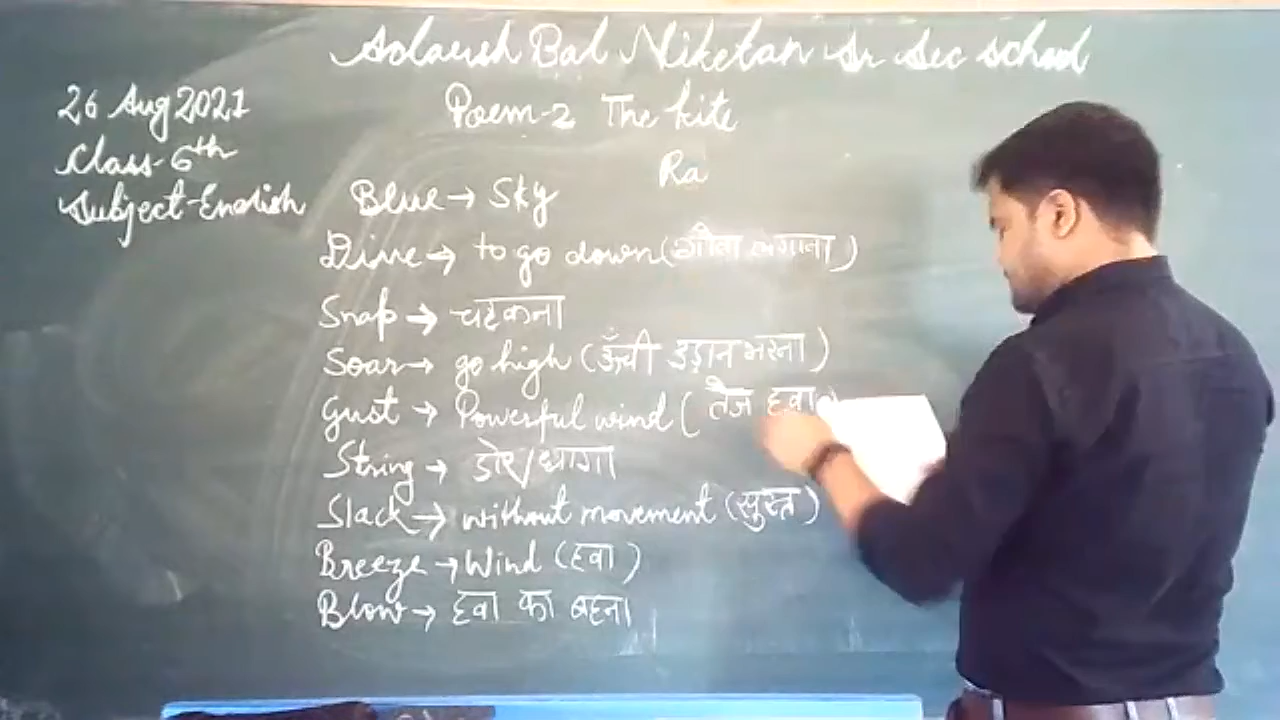 Adarsh Bal Niketan Sr Sec school
26 Aug 2021
Class-6th
Subject-English
Poem-2 The kite
Ra
Blue → Sky
Dive → to go down (गोता लगाना)
Snap → चटकना
Soar → go high (ऊँची उड़ान भरना)
Gust → Powerful wind (तेज हवा)
String → डोर/धागा
Slack → without movement (सुस्त)
Breeze → Wind (हवा)
Blow → हवा का बहना